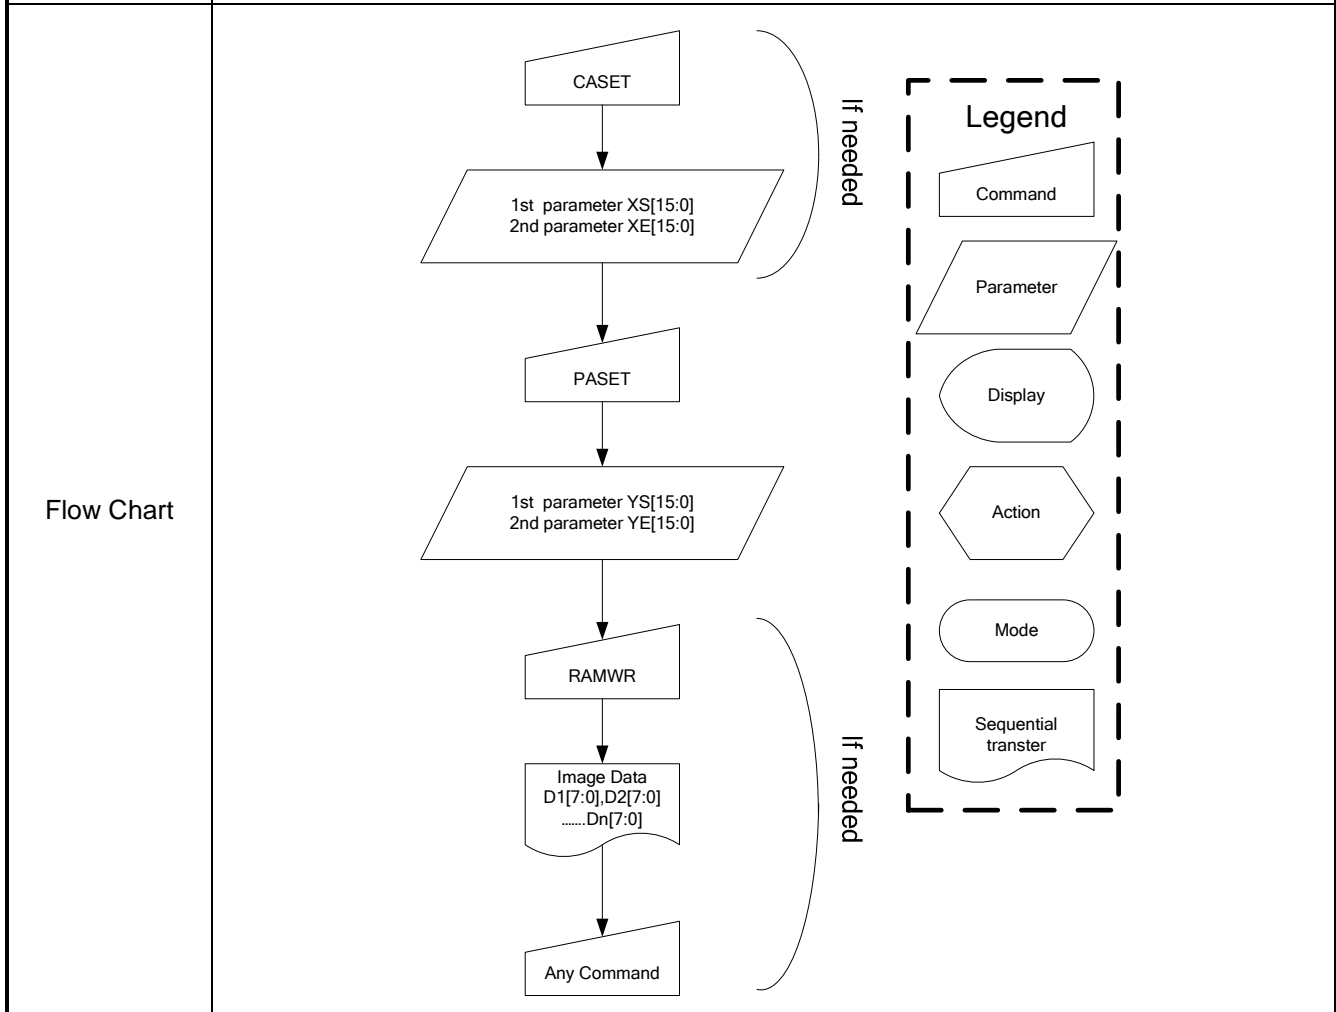 Flow Chart
CASET
1st parameter XS[15:0]
2nd parameter XE[15:0]
If needed
PASET
1st parameter YS[15:0]
2nd parameter YE[15:0]
RAMWR
Image Data
D1[7:0],D2[7:0]
.......Dn[7:0]
Any Command
If needed
Legend
Command
Parameter
Display
Action
Mode
Sequential
transter